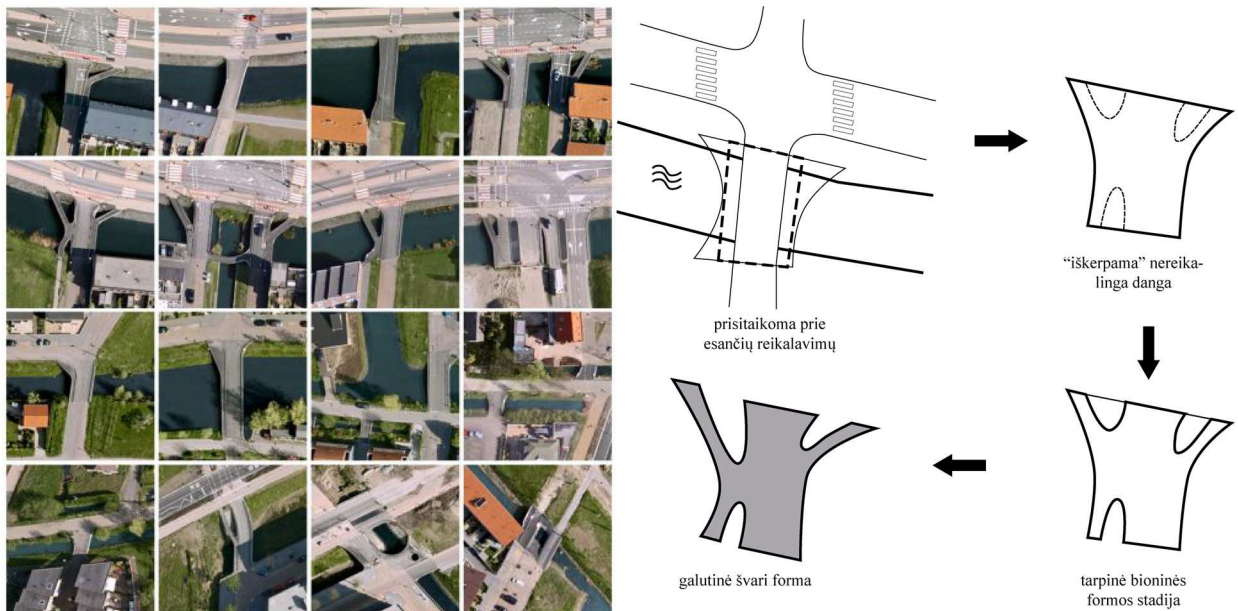 prisitaikoma prie
esančių reikalavimų
“iškerpama” nereika-
linga danga
tarpinė bioninės
formos stadija
galutinė švari forma